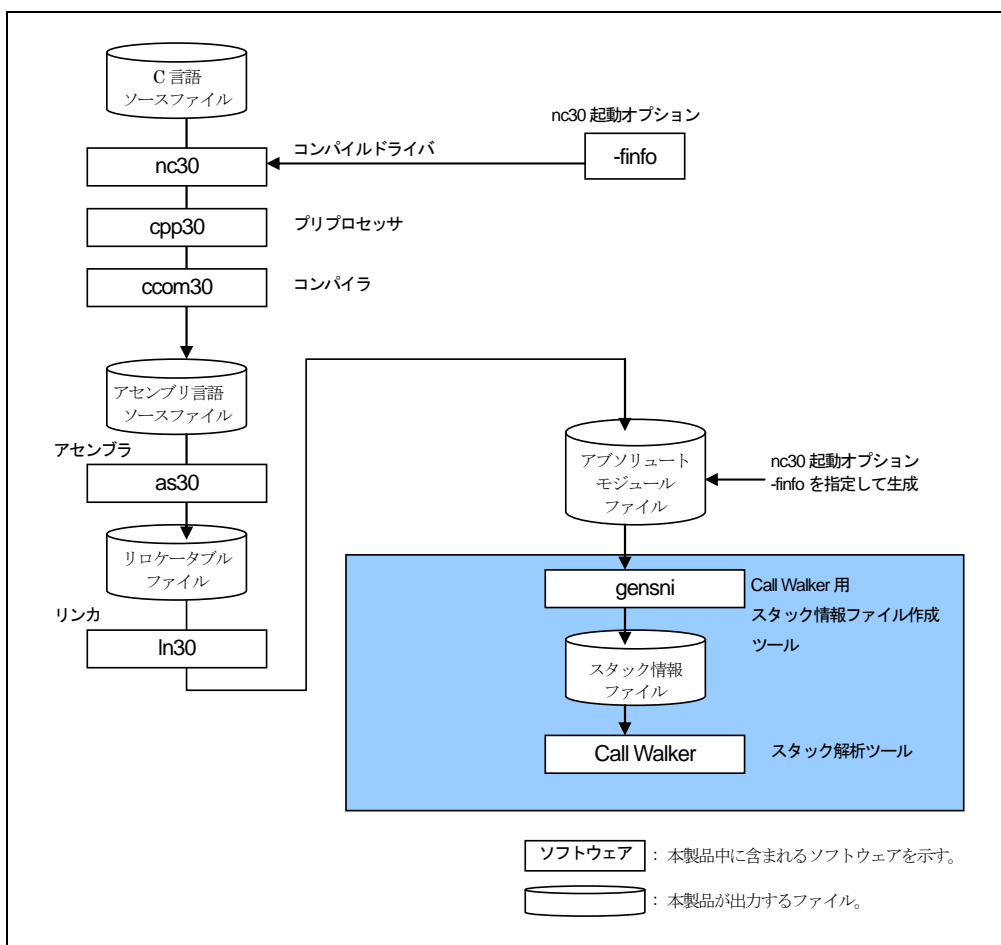 C 言語
ソースファイル
nc30 起動オプション
コンパイルドライバ
-finfo
nc30
cpp30
プリプロセッサ
ccom30
コンパイラ
アセンブリ言語
ソースファイル
アセンブラ
as30
アブソリュート
モジュール
ファイル
nc30 起動オプション
-finfo を指定して生成
リロケータブル
ファイル
リンカ
ln30
gensni
Call Walker 用
スタック情報ファイル作成
ツール
スタック情報
ファイル
Call Walker
スタック解析ツール
ソフトウェア
: 本製品中に含まれるソフトウェアを示す。
: 本製品が出力するファイル。